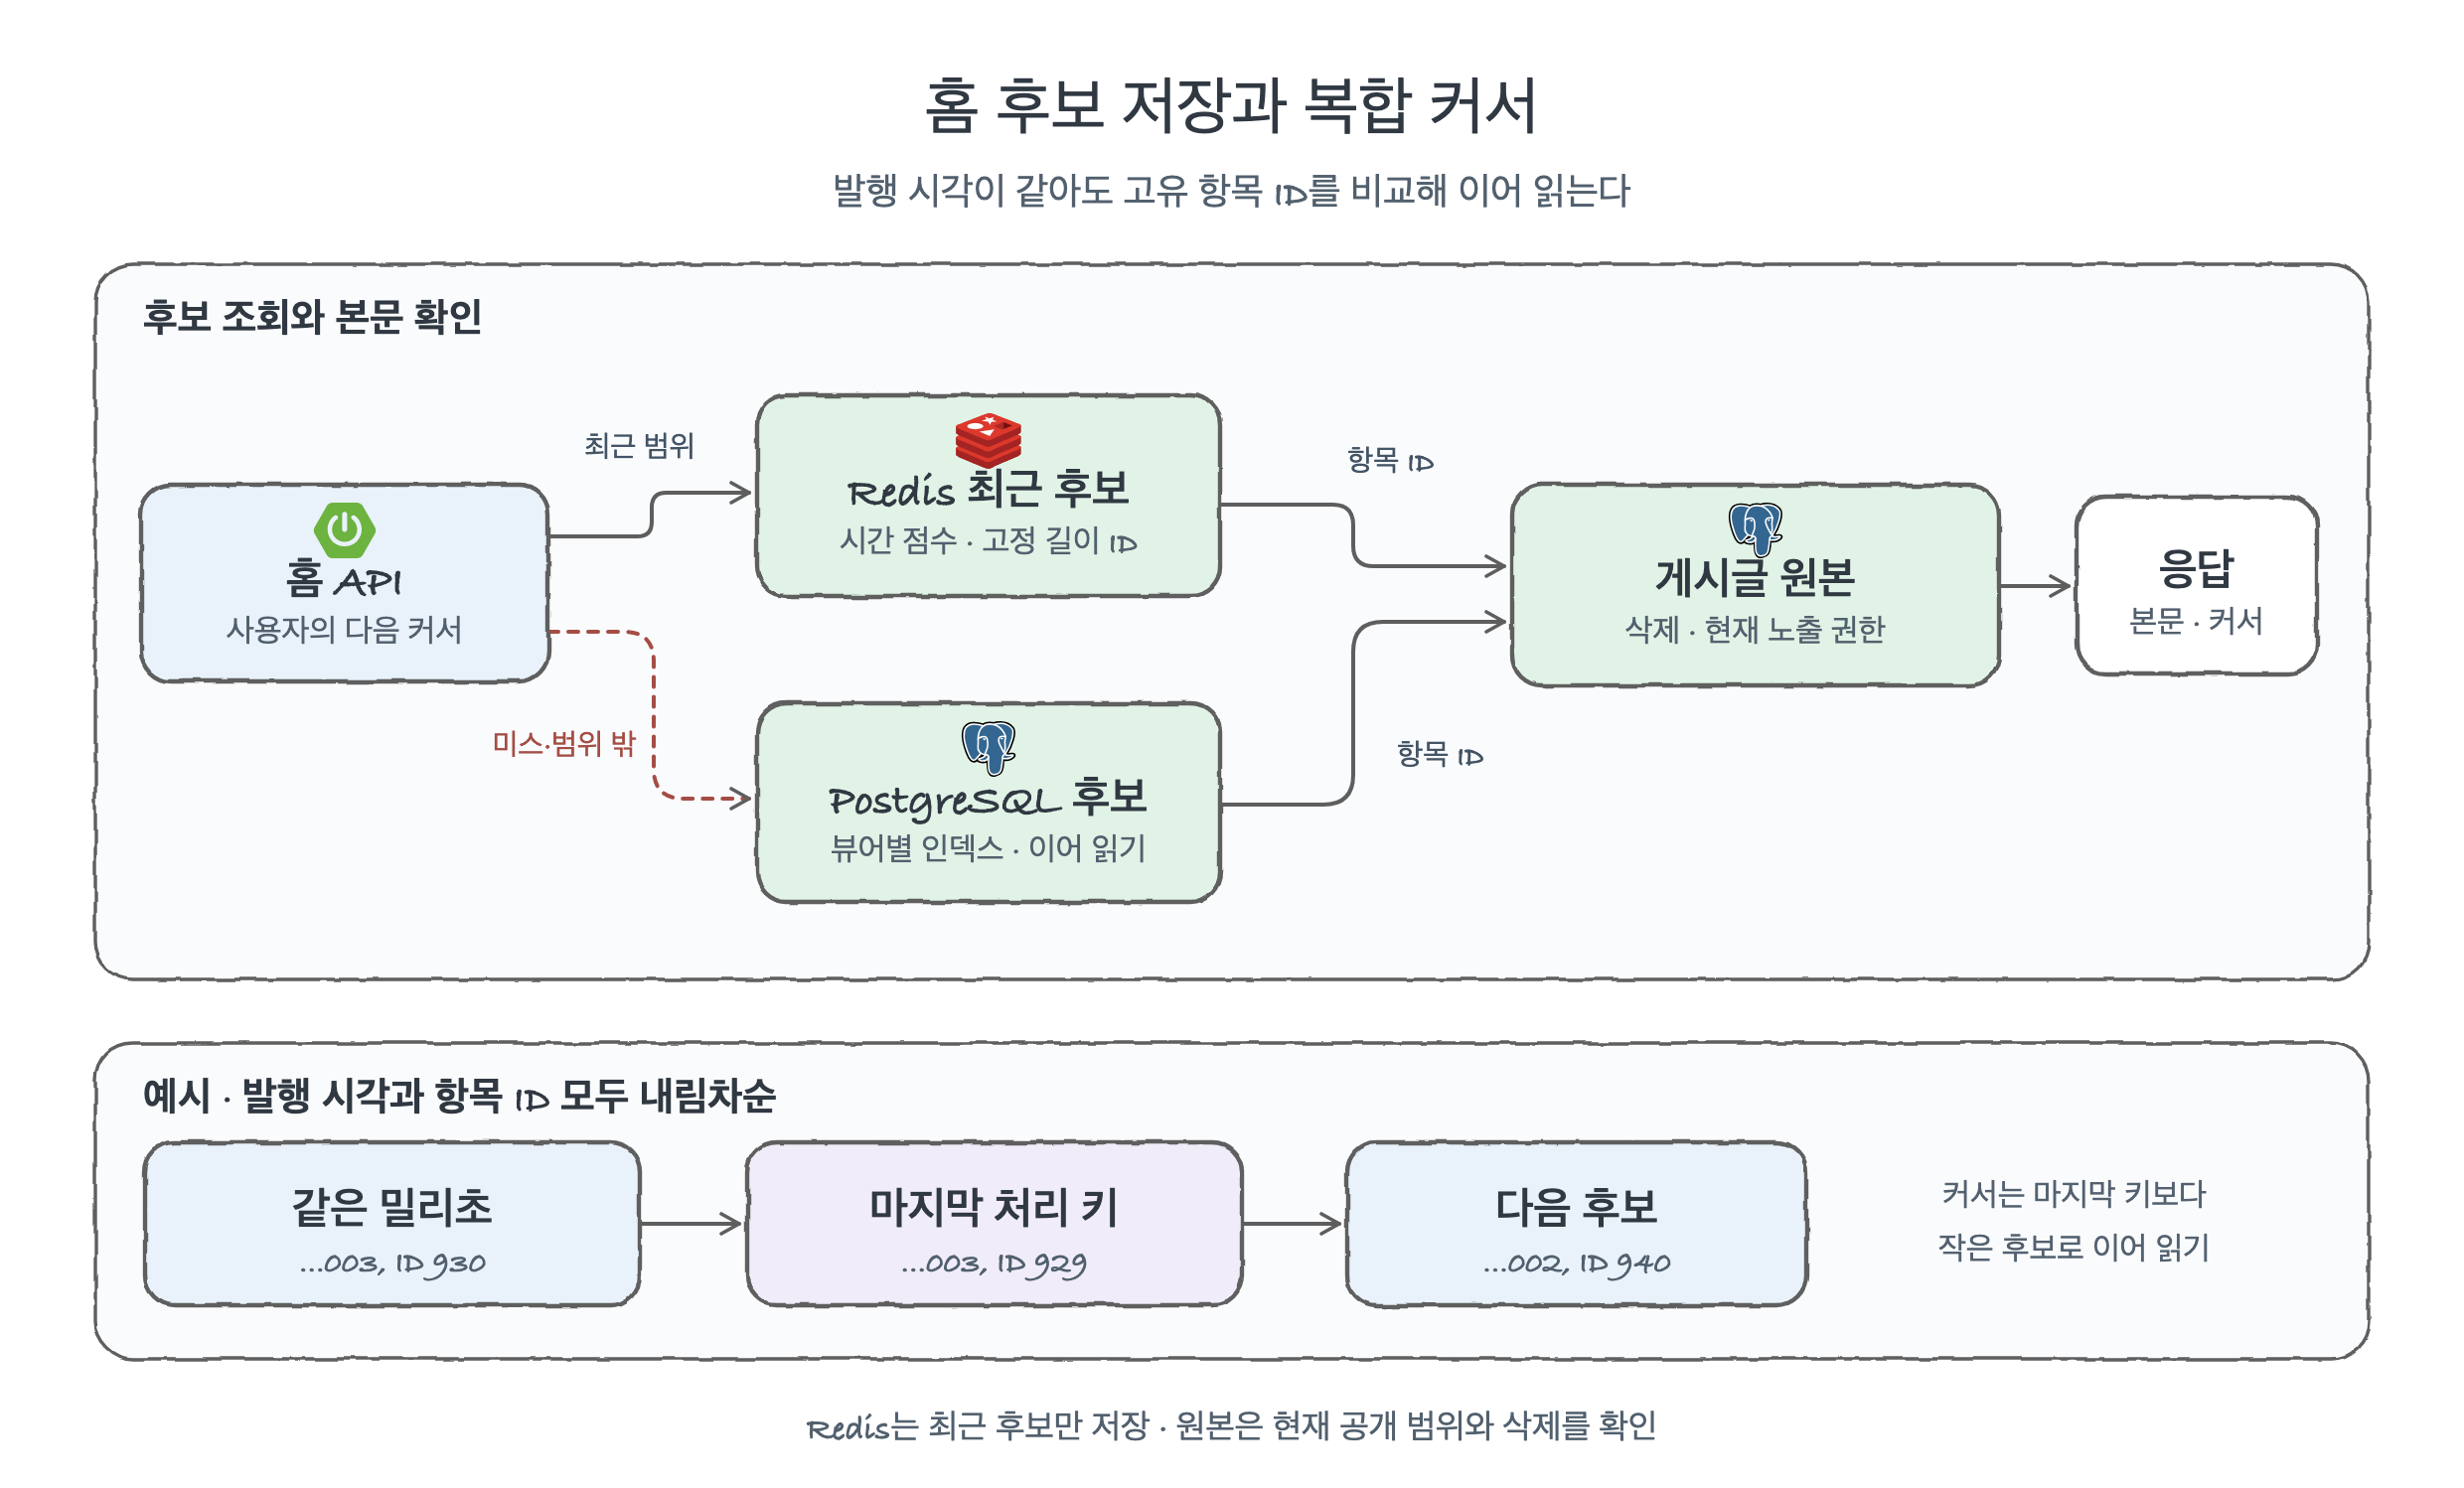 홈 후보 저장과 복합 커서
발행 시각이 같아도 고유 항목 ID를 비교해 이어 읽는다
후보 조회와 본문 확인
최근 범위
홈 API
사용자의 다음 커서
미스·범위 밖
Redis 최근 후보
시간 점수 · 고정 길이 ID
PostgreSQL 후보
뷰어별 인덱스 · 이어 읽기
항목 ID
항목 ID
게시글 원본
삭제 · 현재 노출 권한
응답
본문 · 커서
예시 · 발행 시각과 항목 ID 모두 내림차순
같은 밀리초
...003, ID 930
마지막 처리 키
...003, ID 929
다음 후보
...002, ID 940
커서는 마지막 키보다
작은 후보로 이어 읽기
Redis는 최근 후보만 저장 · 원본은 현재 공개 범위와 삭제를 확인